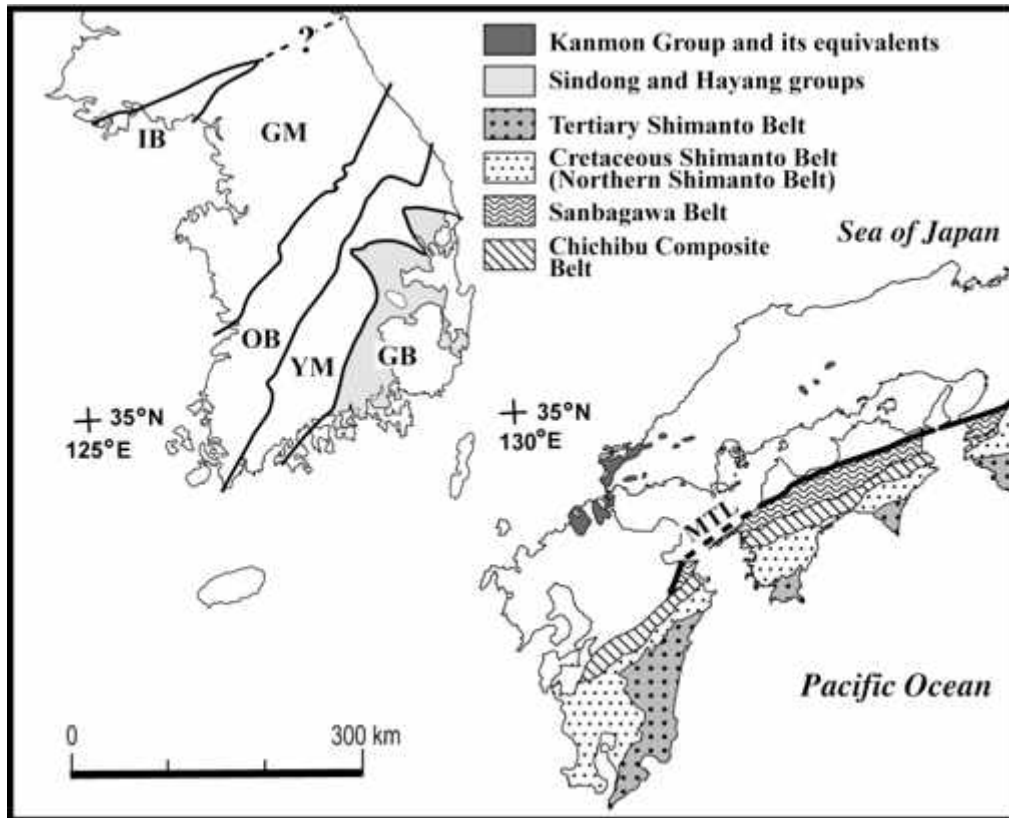 ?
IB
GM
OB
YM
GB
35°N
125°E
Kanmon Group and its equivalents
Sindong and Hayang groups
Tertiary Shimanto Belt
Cretaceous Shimanto Belt
(Northern Shimanto Belt)
Sanbagawa Belt
Chichibu Composite
Belt
Sea of Japan
35°N
130°E
MTL
Pacific Ocean
0 300 km